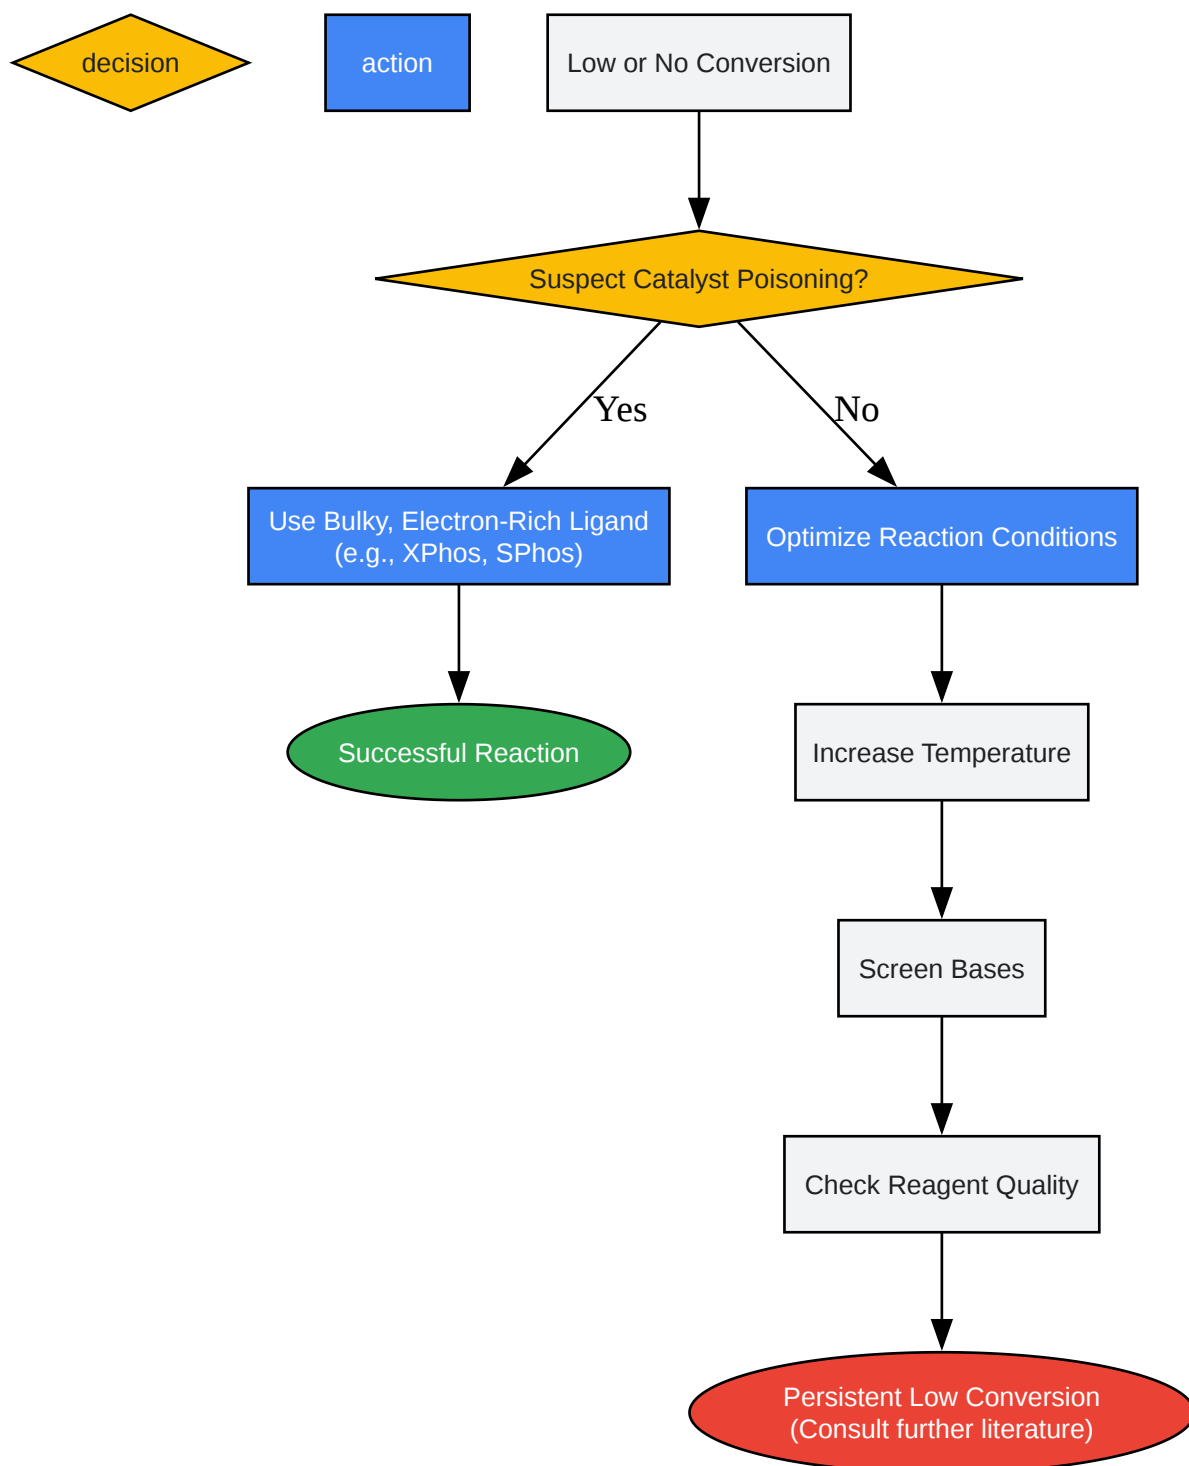 decision
action
Low or No Conversion
Suspect Catalyst Poisoning?
Yes
No
Use Bulky, Electron-Rich Ligand
(e.g., XPhos, SPhos)
Optimize Reaction Conditions
Successful Reaction
Increase Temperature
Screen Bases
Check Reagent Quality
Persistent Low Conversion
(Consult further literature)